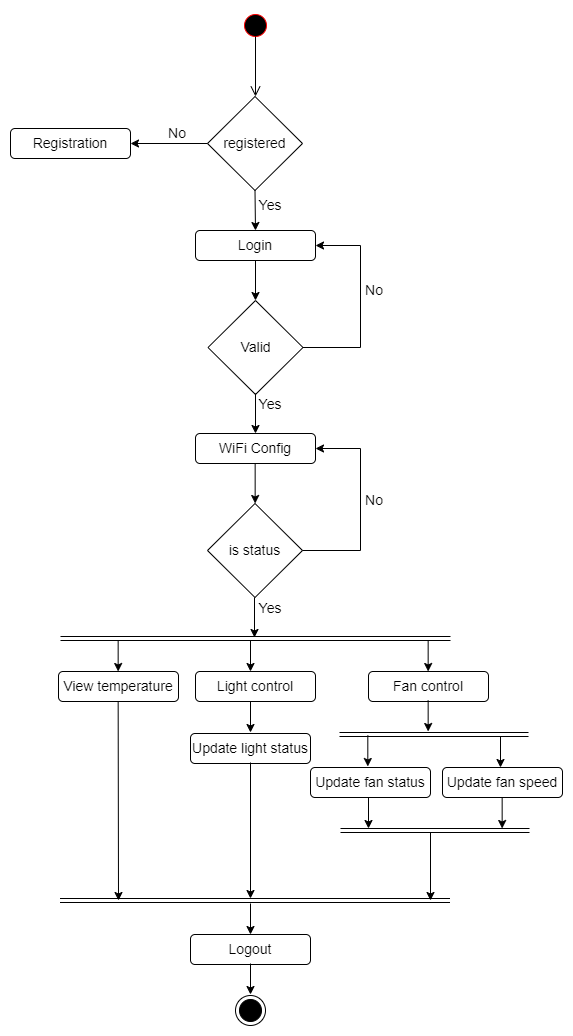 registered
No
Registration
Yes
Login
No
Valid
Yes
WiFi Config
No
is status
Yes
View temperature
Light control
Fan control
Update light status
Update fan status
Update fan speed
Logout